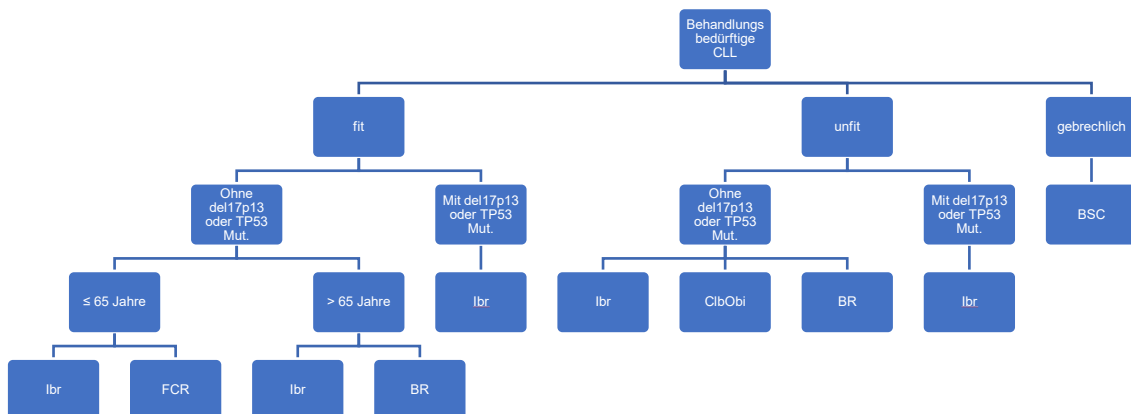 Behandlungs
bedürftige
CLL
fit
unfit
gebrechlich
Ohne
del17p13
oder TP53
Mut.
Mit del17p13
oder TP53
Mut.
Ohne
del17p13
oder TP53
Mut.
Mit del17p13
oder TP53
Mut.
BSC
≤ 65 Jahre
> 65 Jahre
Ibr
Ibr
ClbObi
BR
Ibr
Ibr
FCR
Ibr
BR